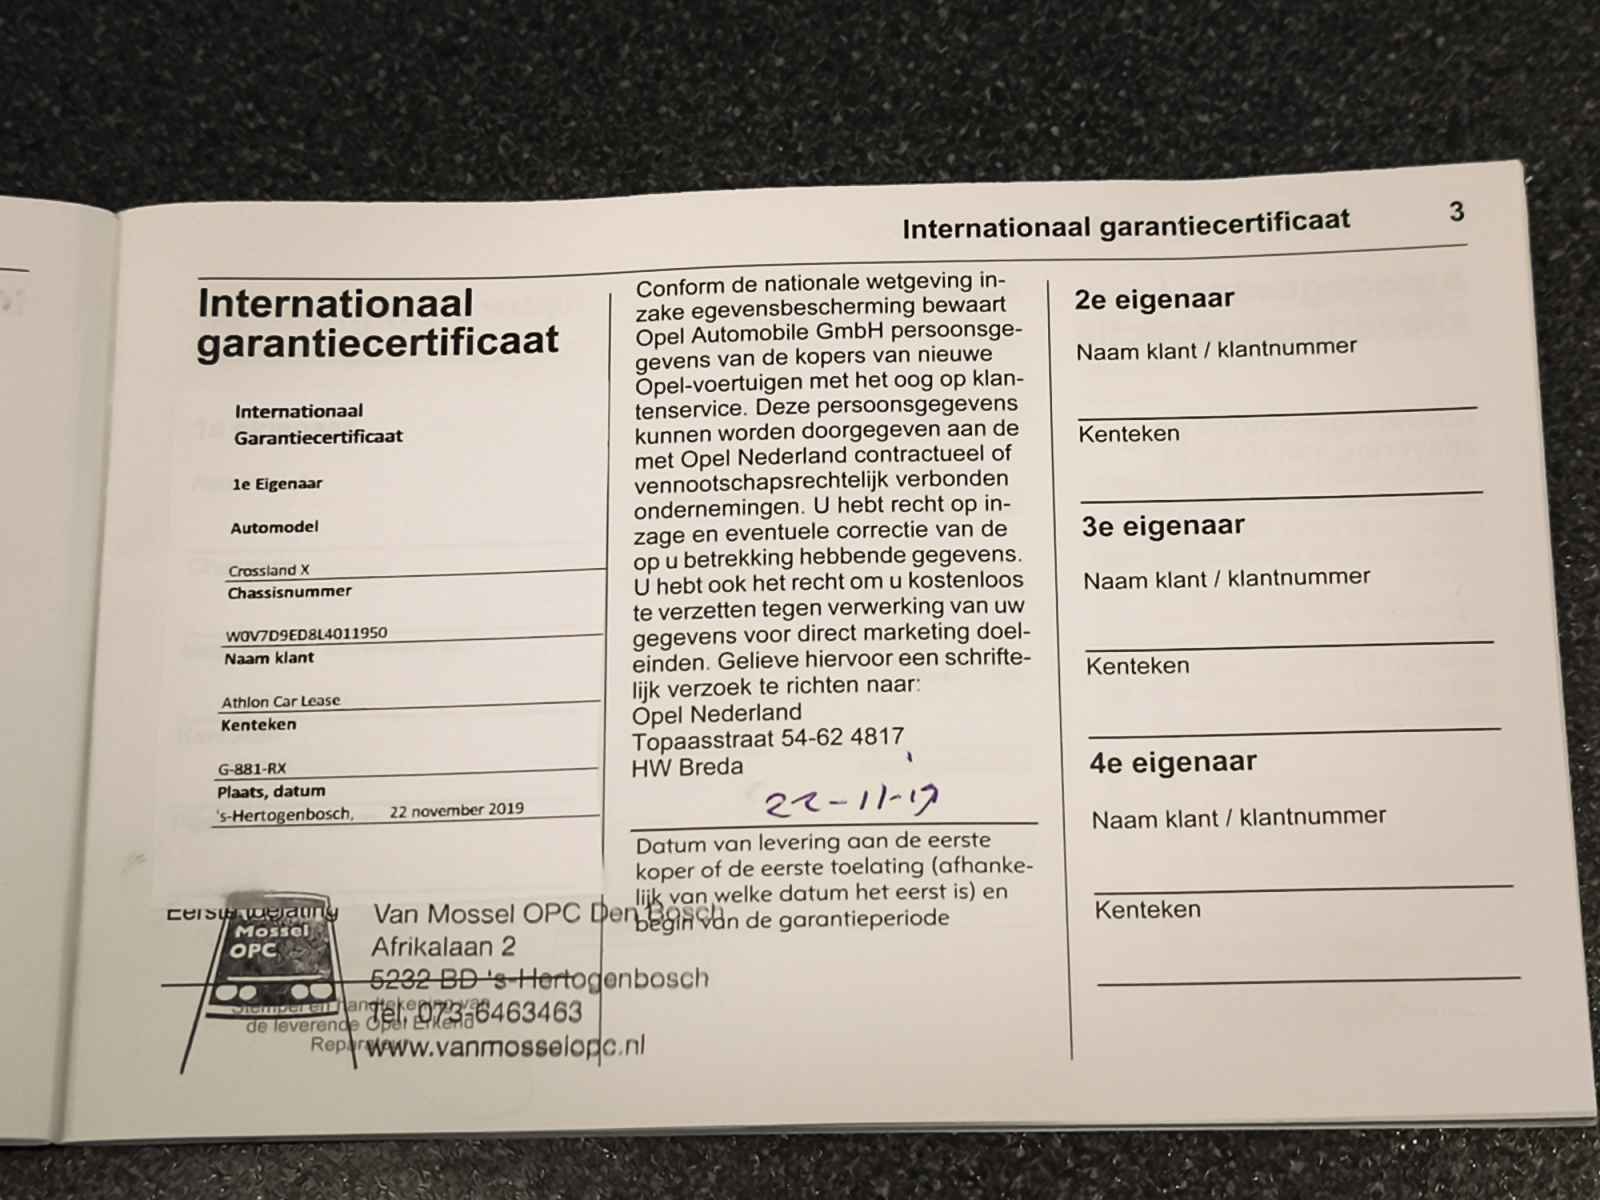 Internationaal garantiecertificaat 3
Internationaal
garantiecertificaat
Internationaal
Garantiecertificaat
1e Eigenaar
Automodel
Crossland X
Chassisnummer
W0V7D9ED8L4011950
Naam klant
Athlon Car Lease
Kenteken
G-881-RX
Plaats, datum
's-Hertogenbosch, 22 november 2019
Eerste toelating
Mossel
OPC
Van Mossel OPC Den Bosch
Afrikalaan 2
5232 BD 's-Hertogenbosch
Tel. 073-6463463
www.vanmosselopc.nl
Stempel en handtekening van
de leverende Opel Erkend
Reparateur
Conform de nationale wetgeving in-
zake egevensbescherming bewaart
Opel Automobile GmbH persoonsge-
gevens van de kopers van nieuwe
Opel-voertuigen met het oog op klan-
tenservice. Deze persoonsgegevens
kunnen worden doorgegeven aan de
met Opel Nederland contractueel of
vennootschapsrechtelijk verbonden
ondernemingen. U hebt recht op in-
zage en eventuele correctie van de
op u betrekking hebbende gegevens.
U hebt ook het recht om u kostenloos
te verzetten tegen verwerking van uw
gegevens voor direct marketing doel-
einden. Gelieve hiervoor een schrifte-
lijk verzoek te richten naar:
Opel Nederland
Topaasstraat 54-62 4817
HW Breda
22-11-19
Datum van levering aan de eerste
koper of de eerste toelating (afhanke-
lijk van welke datum het eerst is) en
begin van de garantieperiode
2e eigenaar
Naam klant / klantnummer
Kenteken
3e eigenaar
Naam klant / klantnummer
Kenteken
4e eigenaar
Naam klant / klantnummer
Kenteken